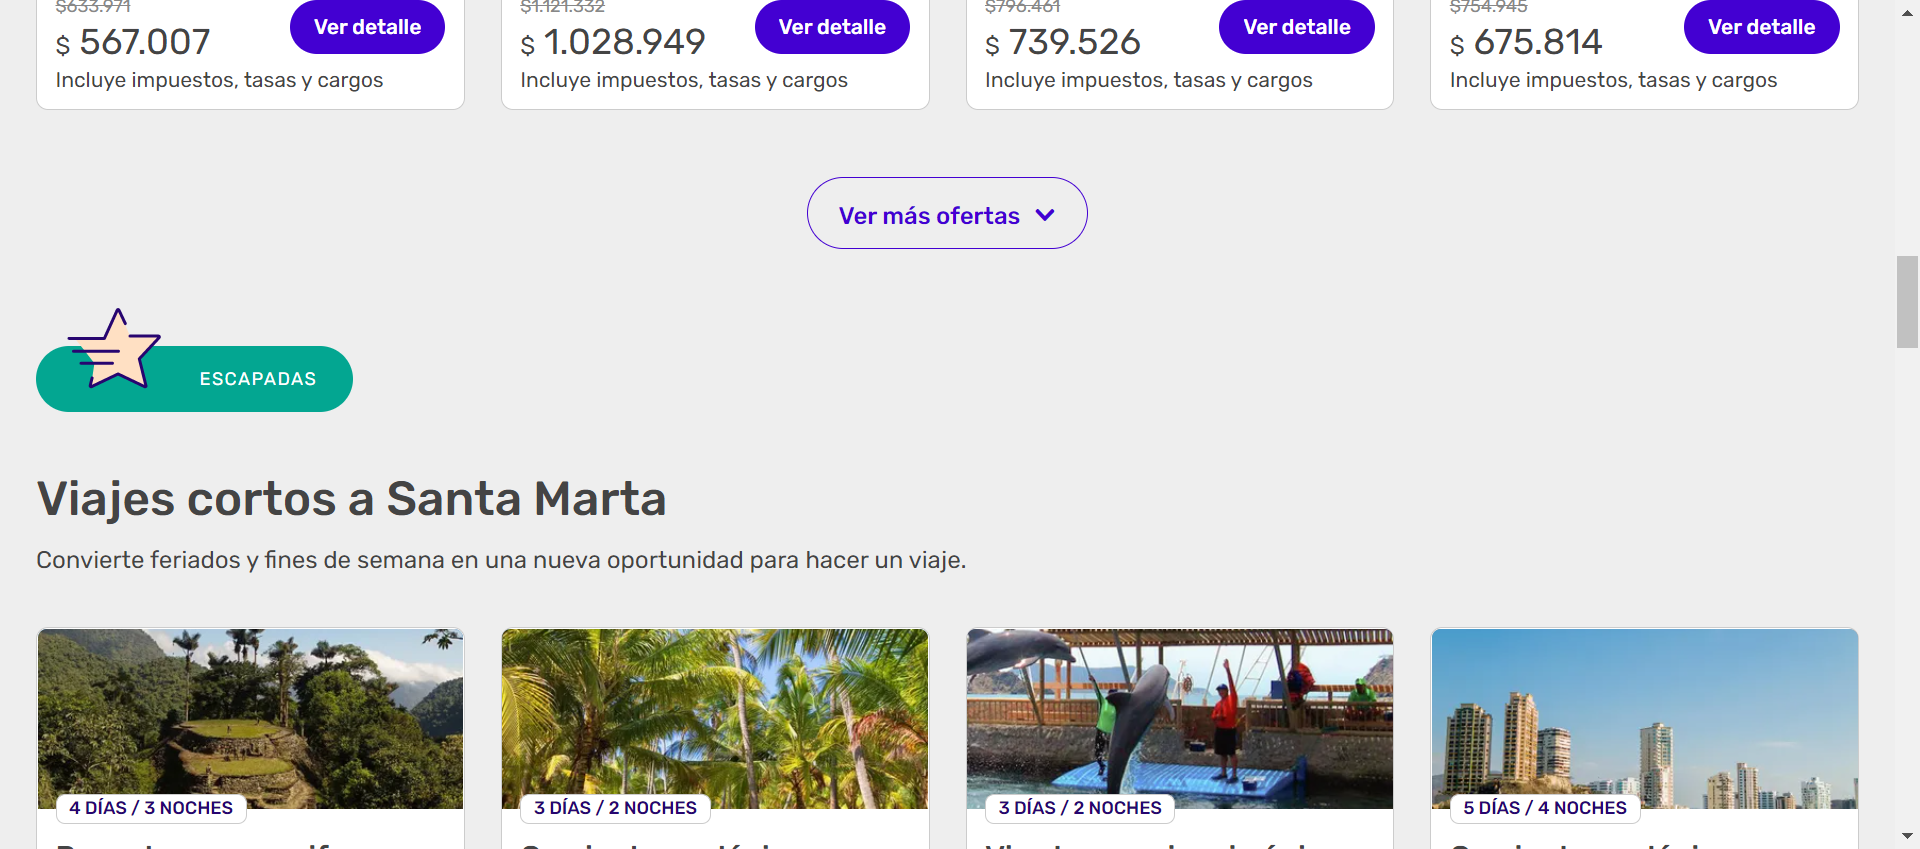 $633.971
$ 567.007
Ver detalle
Incluye impuestos, tasas y cargos
$1.121.332
$ 1.028.949
Ver detalle
Incluye impuestos, tasas y cargos
$796.461
$ 739.526
Ver detalle
Incluye impuestos, tasas y cargos
$754.945
$ 675.814
Ver detalle
Incluye impuestos, tasas y cargos
Ver más ofertas
ESCAPADAS
Viajes cortos a Santa Marta
Convierte feriados y fines de semana en una nueva oportunidad para hacer un viaje.
4 DÍAS / 3 NOCHES
3 DÍAS / 2 NOCHES
3 DÍAS / 2 NOCHES
5 DÍAS / 4 NOCHES